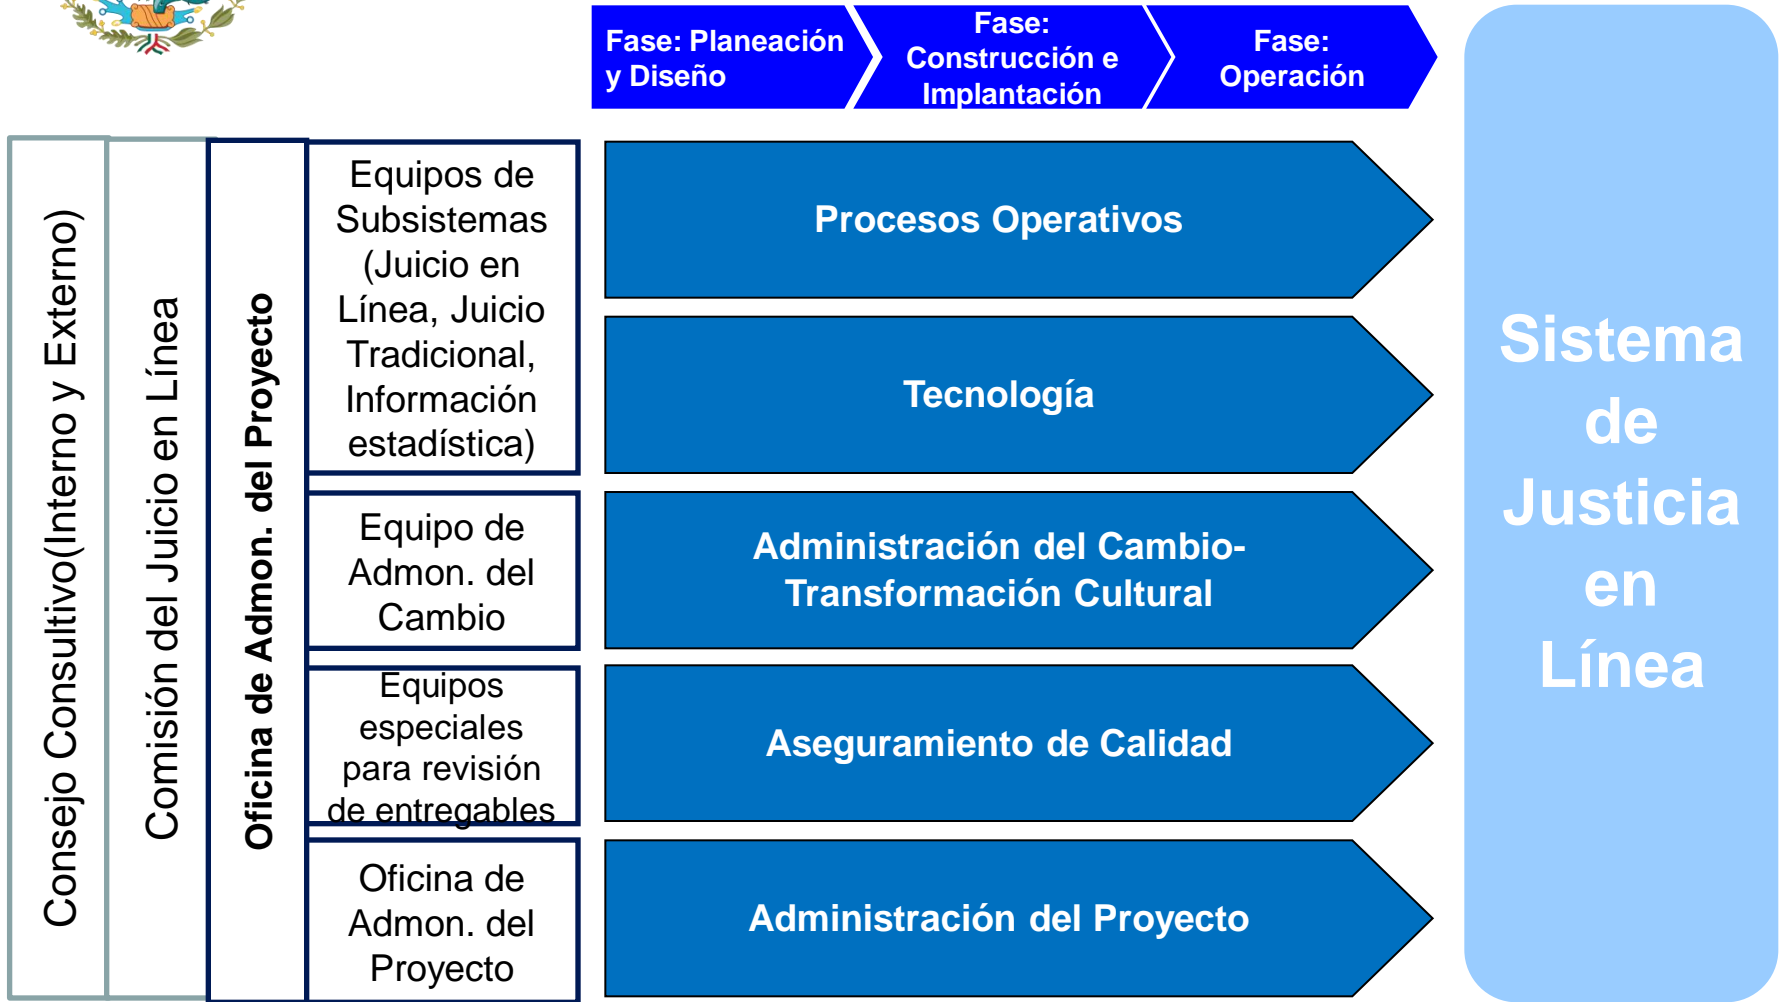 Fase: Planeación
y Diseño
Fase:
Construcción e
Implantación
Fase:
Operación
Consejo Consultivo(Interno y Externo)
Comisión del Juicio en Línea
Oficina de Admon. del Proyecto
Equipos de
Subsistemas
(Juicio en
Línea, Juicio
Tradicional,
Información
estadística)
Procesos Operativos
Tecnología
Equipo de
Admon. del
Cambio
Administración del Cambio-
Transformación Cultural
Equipos
especiales
para revisión
de entregables
Aseguramiento de Calidad
Oficina de
Admon. del
Proyecto
Administración del Proyecto
Sistema
de
Justicia
en
Línea